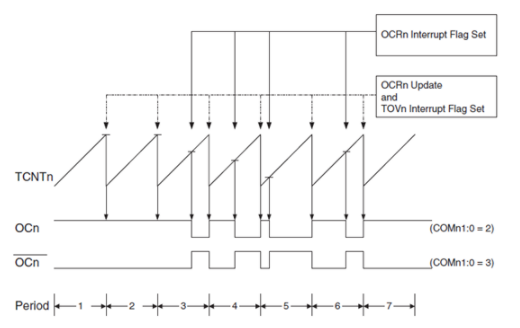 OCRn Interrupt Flag Set
OCRn Update
and
TOVn Interrupt Flag Set
TCNTn
OCn
(COMn1:0 = 2)
OCn
(COMn1:0 = 3)
Period 1 2 3 4 5 6 7